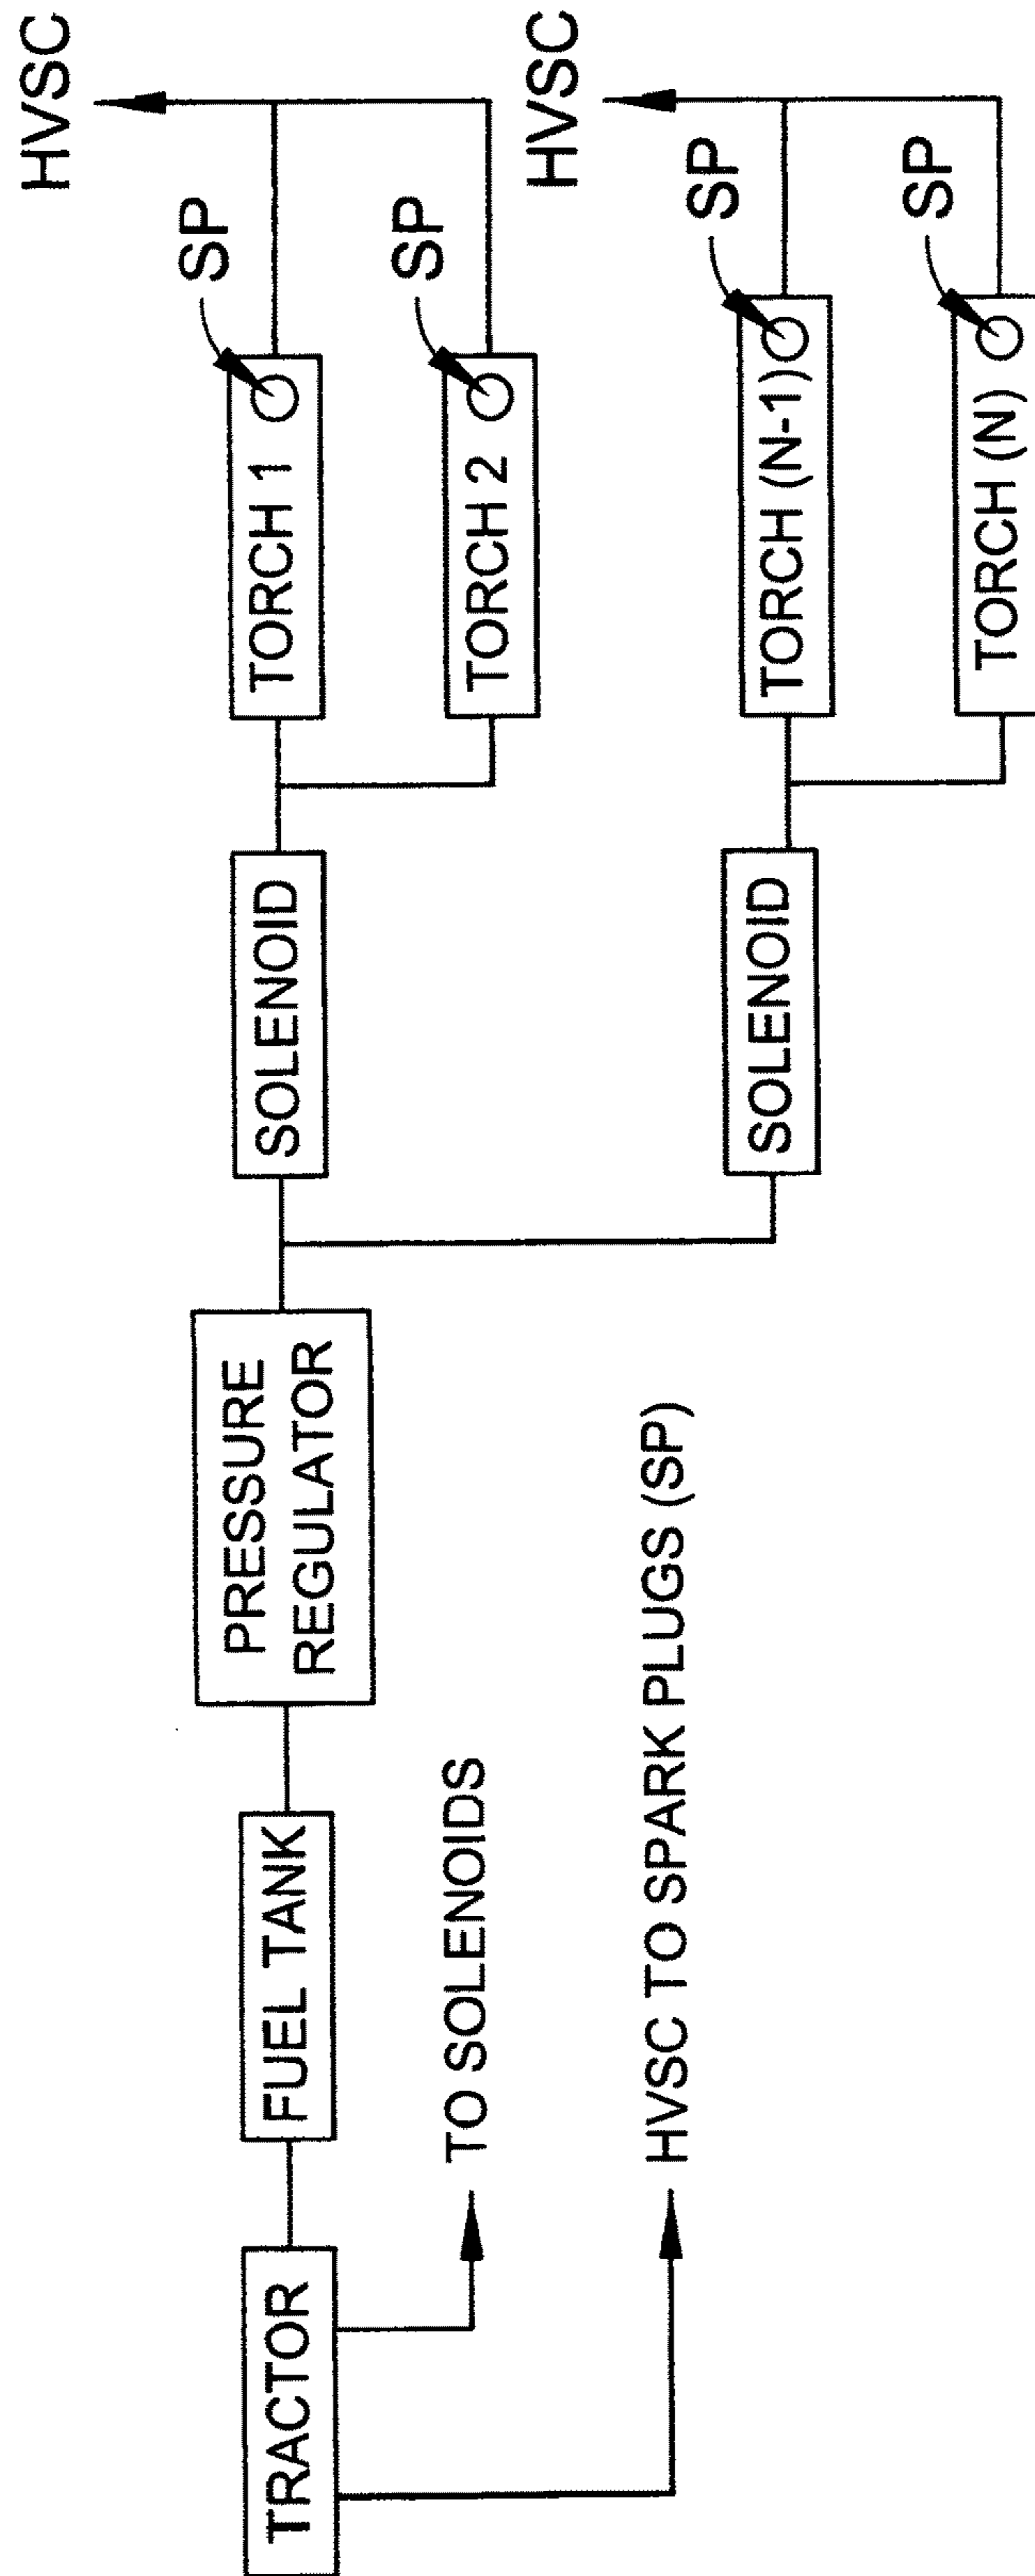 TRACTOR
FUEL TANK
PRESSURE
REGULATOR
SOLENOID
TORCH 1
SP
HVSC
TORCH 2
SP
TO SOLENOIDS
HVSC TO SPARK PLUGS (SP)
SOLENOID
TORCH (N-1)
SP
HVSC
TORCH (N)
SP